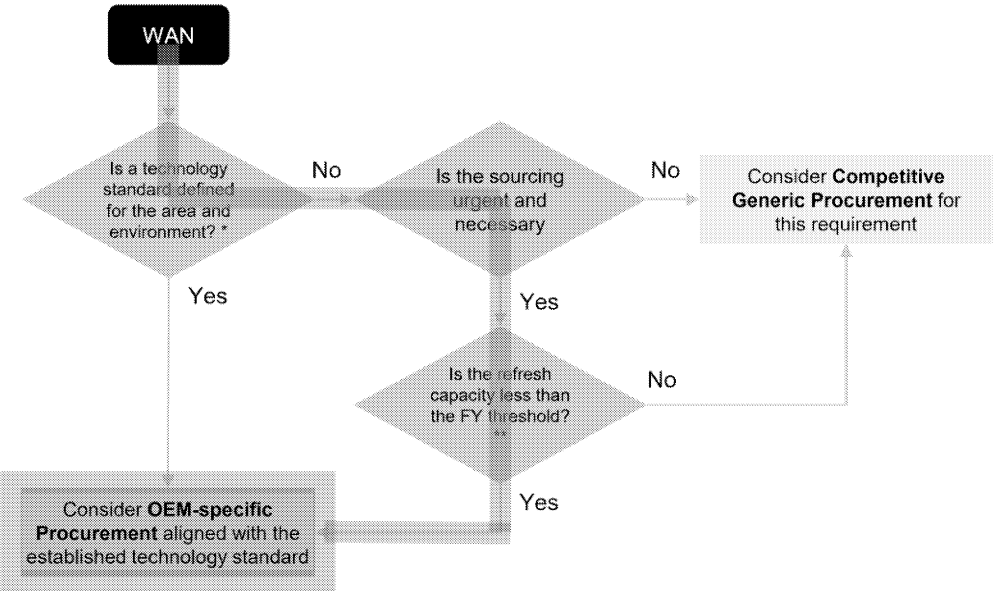 WAN
Is a technology
standard defined
for the area and
environment? *
No
Is the sourcing
urgent and
necessary
No
Consider Competitive
Generic Procurement for
this requirement
Yes
Yes
Is the refresh
capacity less than
the FY threshold?
**
No
Yes
Consider OEM-specific
Procurement aligned with the
established technology standard